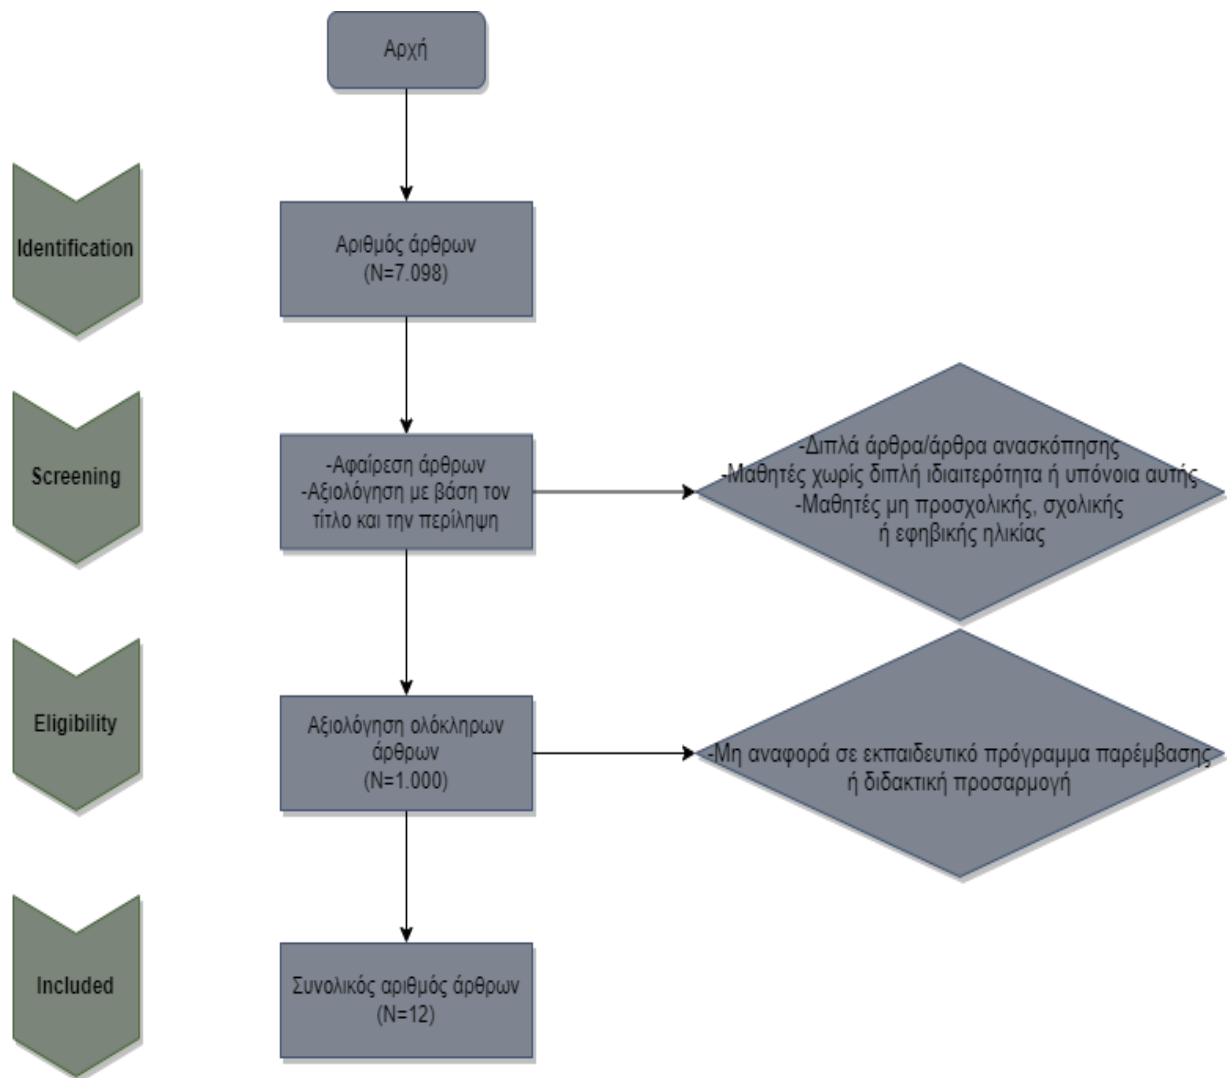 Αρχή
Identification
Αριθμός άρθρων
(N=7.098)
Screening
-Αφαίρεση άρθρων
-Αξιολόγηση με βάση τον
τίτλο και την περίληψη
-Διπλά άρθρα/άρθρα ανασκόπησης
-Μαθητές χωρίς διπλή ιδιαιτερότητα ή υπόνοια αυτής
-Μαθητές μη προσχολικής, σχολικής
ή εφηβικής ηλικίας
Eligibility
Αξιολόγηση ολόκληρων
άρθρων
(N=1.000)
-Μη αναφορά σε εκπαιδευτικό πρόγραμμα παρέμβασης
ή διδακτική προσαρμογή
Included
Συνολικός αριθμός άρθρων
(N=12)